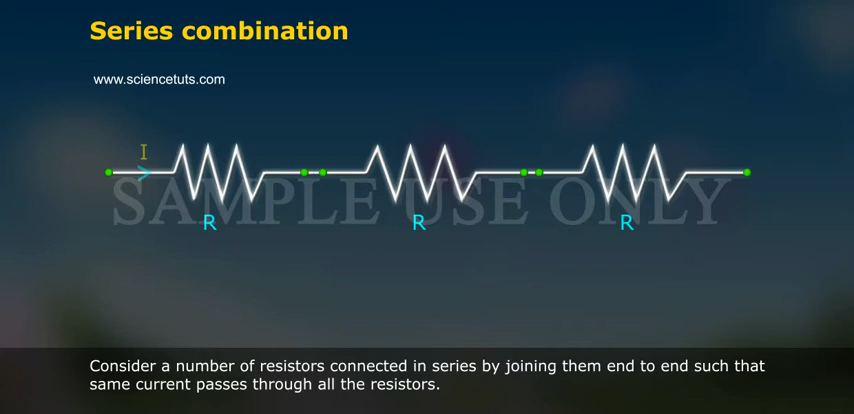 Series combination
www.sciencetuts.com
I
SAMPLE USE ONLY
R R R
Consider a number of resistors connected in series by joining them end to end such that
same current passes through all the resistors.